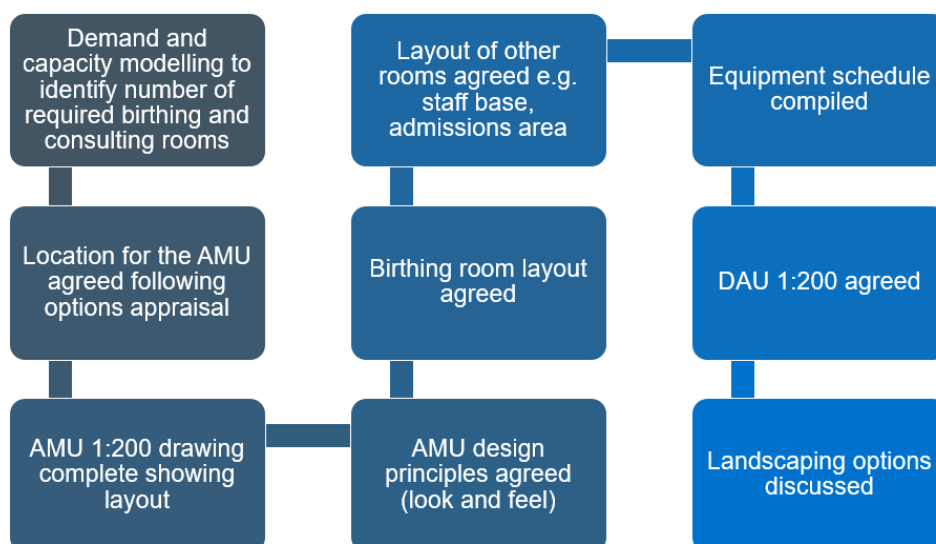 Demand and
capacity modelling to
identify number of
required birthing and
consulting rooms
Location for the AMU
agreed following
options appraisal
AMU 1:200 drawing
complete showing
layout
AMU design
principles agreed
(look and feel)
Birthing room layout
agreed
Layout of other
rooms agreed e.g.
staff base,
admissions area
Equipment schedule
compiled
DAU 1:200 agreed
Landscaping options
discussed